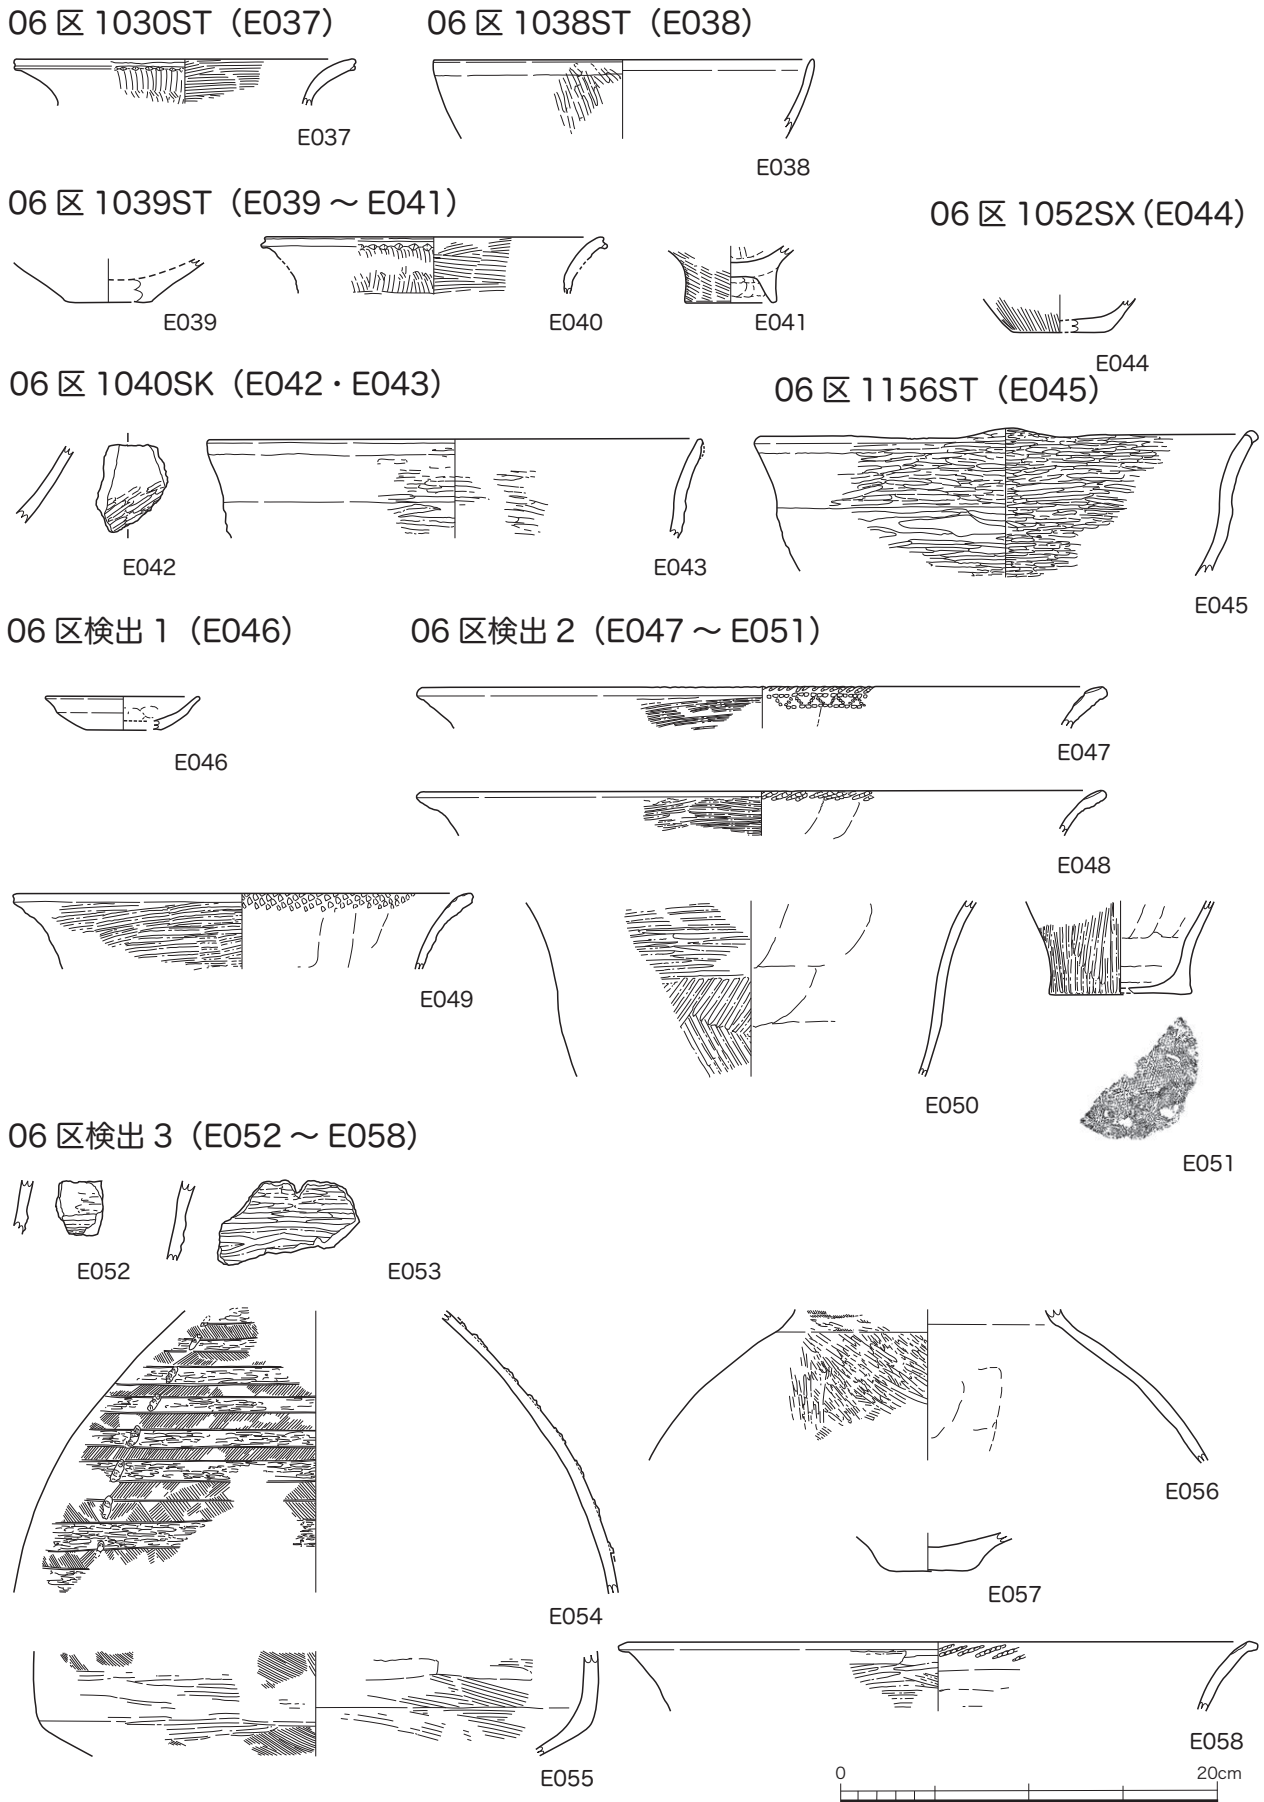 06 区 1030ST（E037）
06 区 1038ST（E038）
E037
E038
06 区 1039ST（E039 ～ E041）
06 区 1052SX（E044）
E039
E040
E041
E044
06 区 1040SK（E042・E043）
06 区 1156ST（E045）
E042
E043
E045
06 区検出 1（E046）
06 区検出 2（E047 ～ E051）
E046
E047
E048
E049
E050
E051
06 区検出 3（E052 ～ E058）
E052
E053
E054
E056
E057
E055
E058
0
20cm